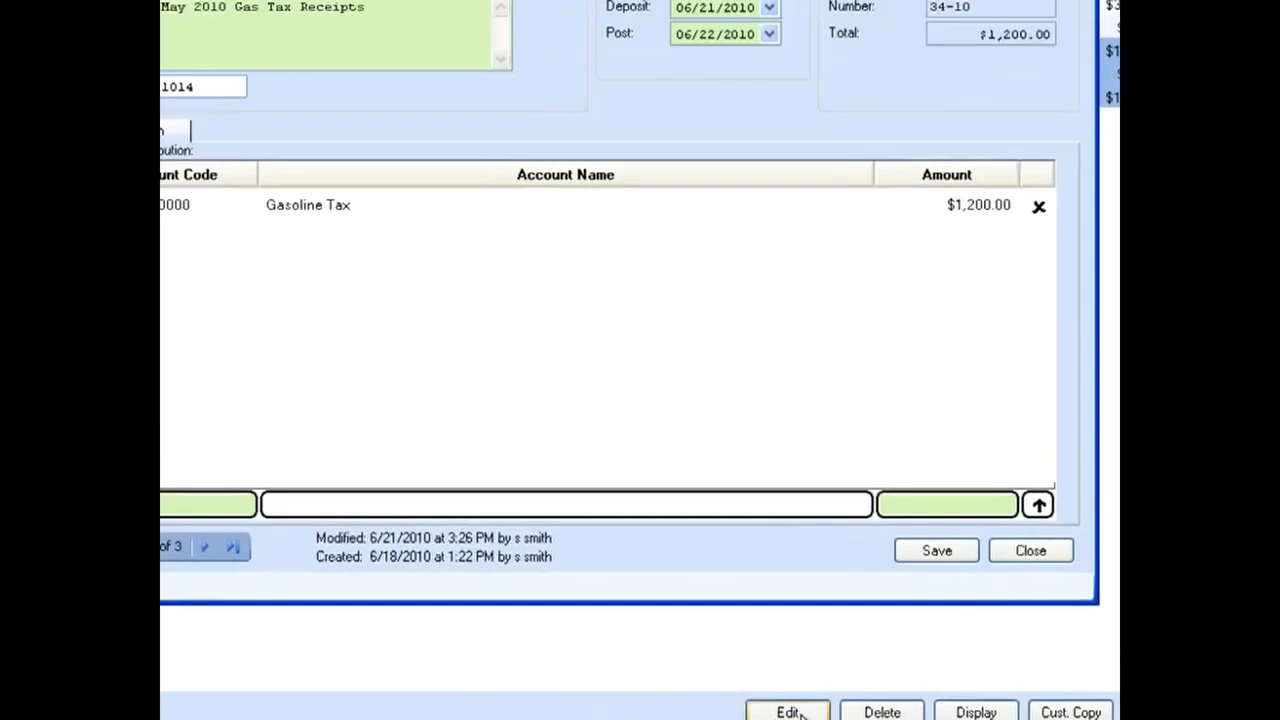 May 2010 Gas Tax Receipts
Deposit: 06/21/2010
Number: 34-10
Post: 06/22/2010
Total: $1,200.00
1014
bution:
unt Code Account Name Amount
0000 Gasoline Tax $1,200.00
of 3
Modified: 6/21/2010 at 3:26 PM by s smith
Created: 6/18/2010 at 1:22 PM by s smith
Save Close
Edit Delete Display Cust. Copy